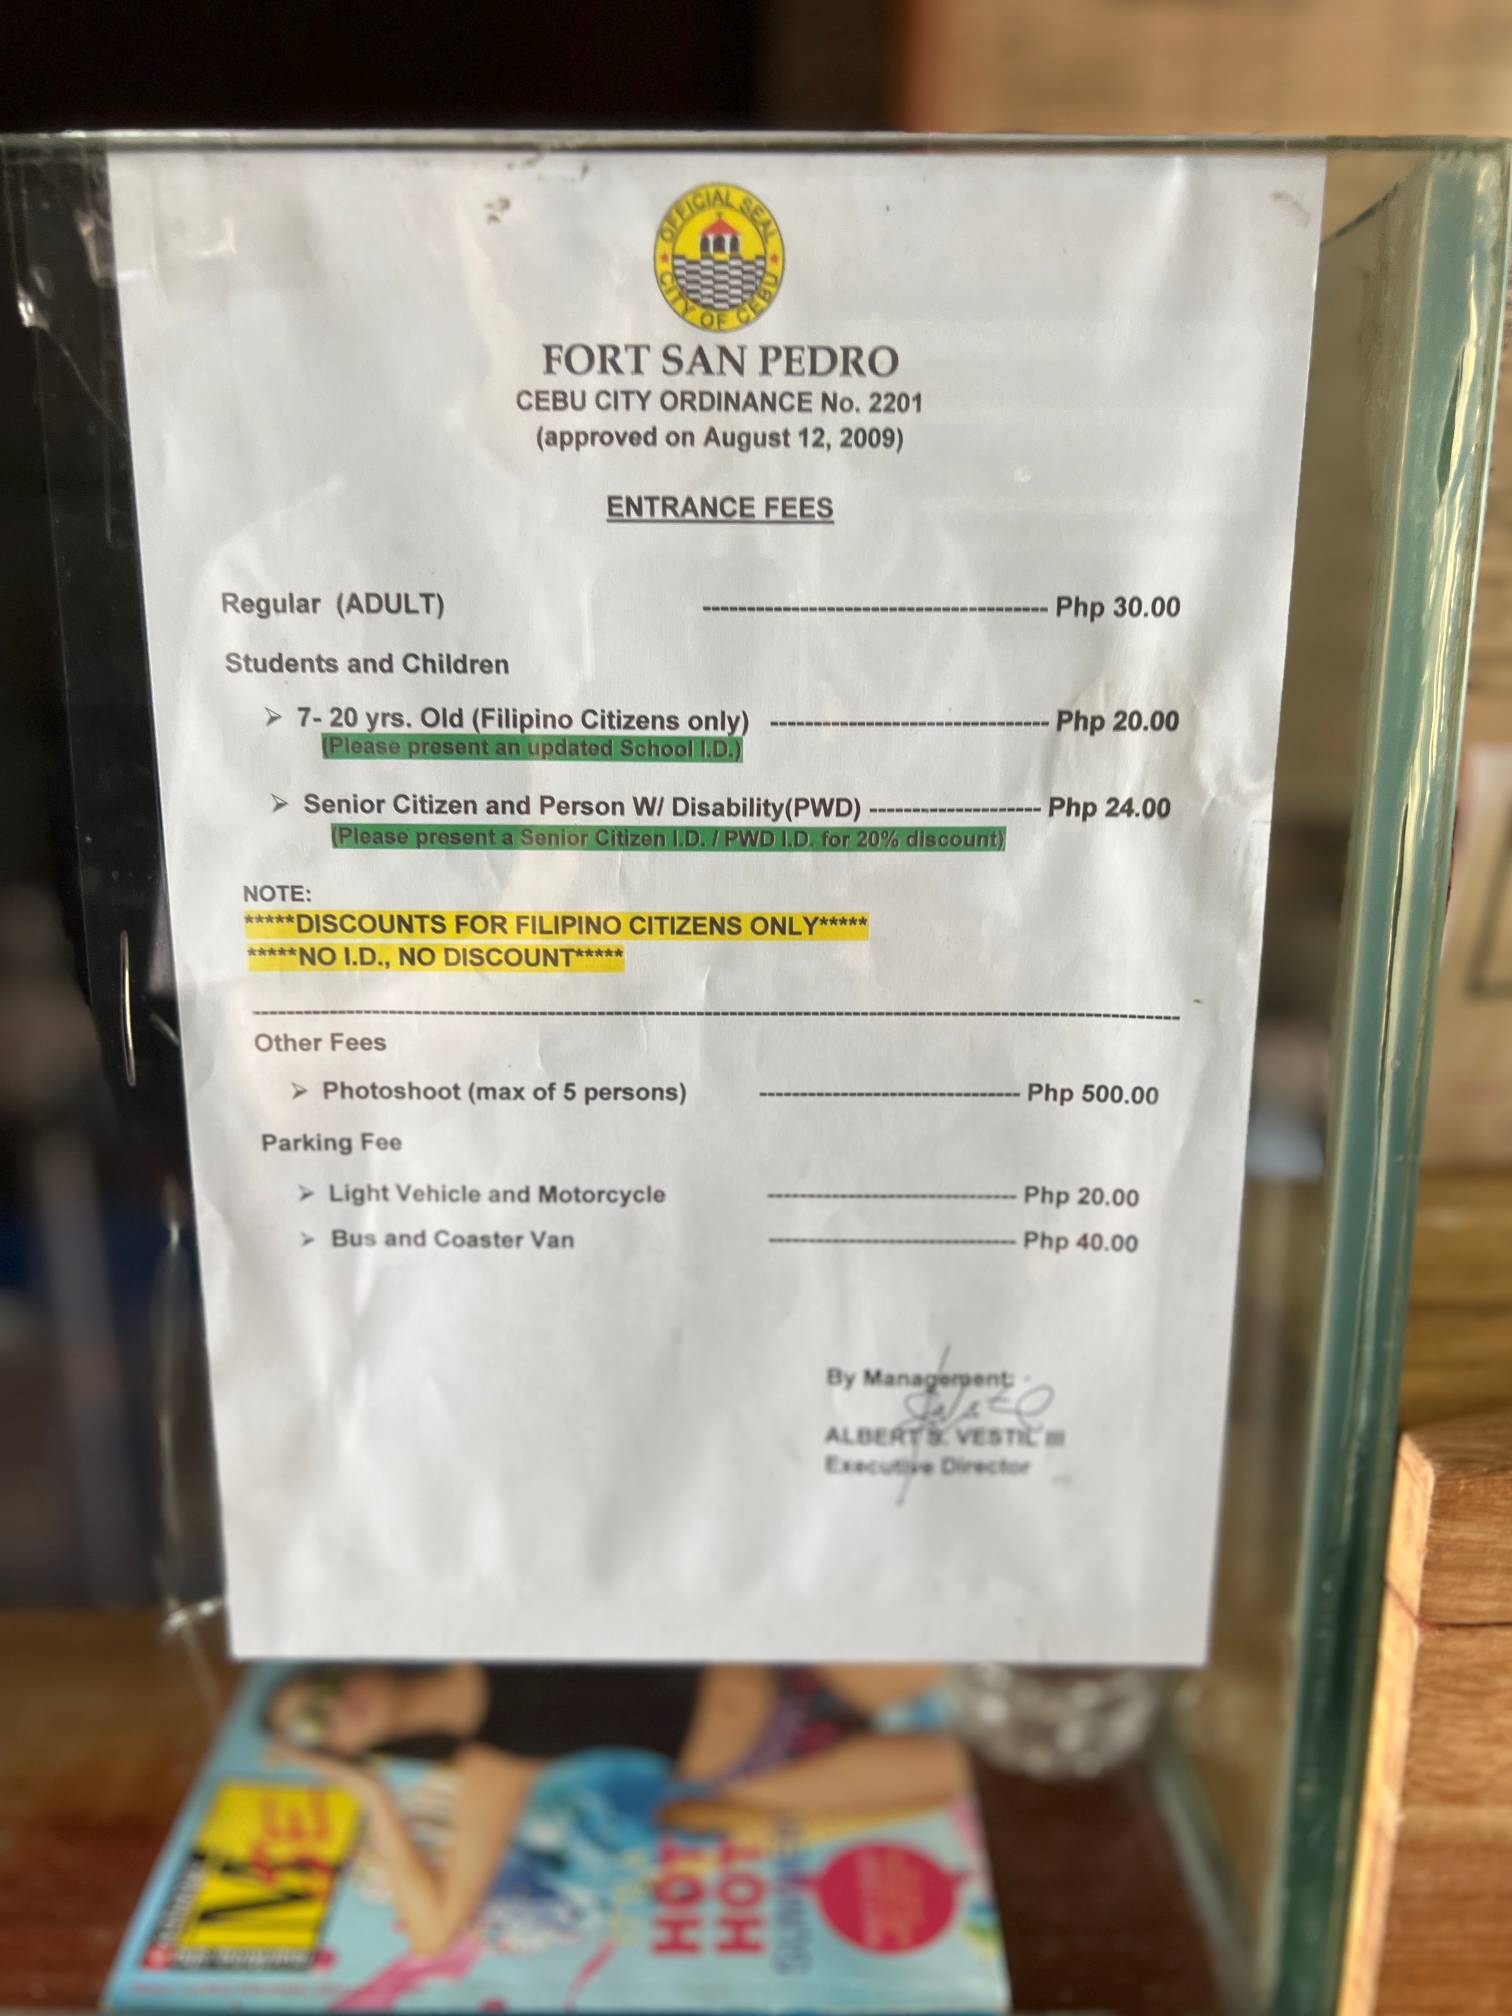 OFFICIAL SEAL
CITY OF CEBU
FORT SAN PEDRO
CEBU CITY ORDINANCE No. 2201
(approved on August 12, 2009)
ENTRANCE FEES
Regular (ADULT) ---------------------------------------- Php 30.00
Students and Children
➢ 7- 20 yrs. Old (Filipino Citizens only) -------------------------------- Php 20.00
(Please present an updated School I.D.)
➢ Senior Citizen and Person W/ Disability(PWD) -------------------- Php 24.00
(Please present a Senior Citizen I.D. / PWD I.D. for 20% discount)
NOTE:
*****DISCOUNTS FOR FILIPINO CITIZENS ONLY*****
*****NO I.D., NO DISCOUNT*****
Other Fees
➢ Photoshoot (max of 5 persons) ------------------------------ Php 500.00
Parking Fee
➢ Light Vehicle and Motorcycle ----------------------------- Php 20.00
➢ Bus and Coaster Van ----------------------------- Php 40.00
By Management:
ALBERT S. VESTIL III
Executive Director
HOT
HOT
SUMMER